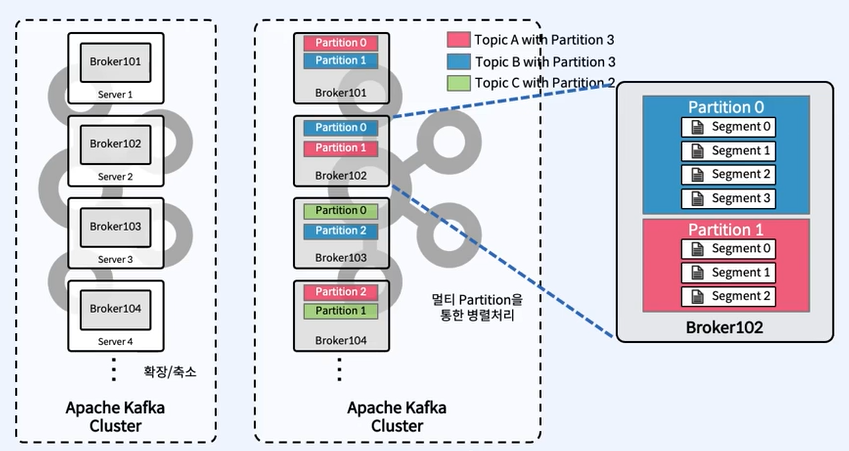 Broker101
Server 1
Broker102
Server 2
Broker103
Server 3
Broker104
Server 4
확장/축소
Apache Kafka
Cluster
Partition 0
Partition 1
Broker101
Partition 0
Partition 1
Broker102
Partition 0
Partition 2
Broker103
Partition 2
Partition 1
Broker104
Apache Kafka
Cluster
Topic A with Partition 3
Topic B with Partition 3
Topic C with Partition 2
멀티 Partition을
통한 병렬처리
Partition 0
Segment 0
Segment 1
Segment 2
Segment 3
Partition 1
Segment 0
Segment 1
Segment 2
Broker102